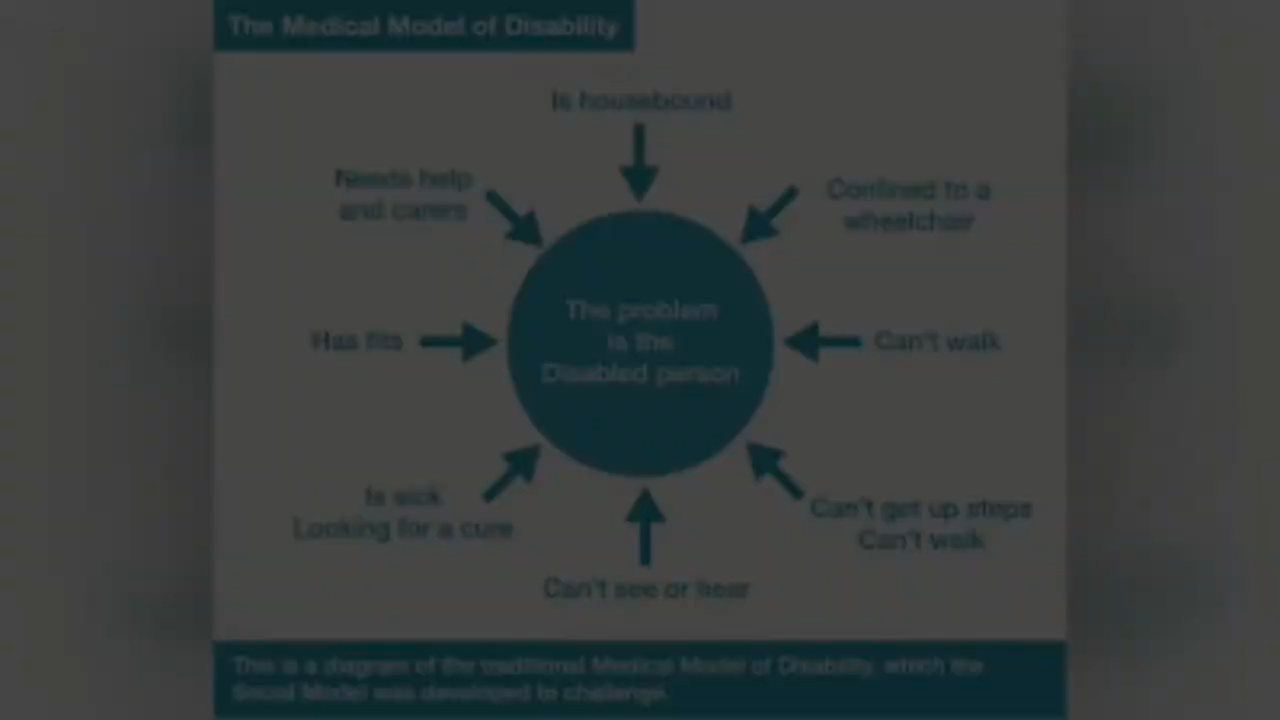 The Medical Model of Disability
Is housebound
Needs help
and carers
Confined to a
wheelchair
Has fits
The problem
is the
Disabled person
Can't walk
Is sick
Looking for a cure
Can't get up steps
Can't walk
Can't see or hear
This is a diagram of the traditional Medical Model of Disability, which the
Social Model was developed to challenge.